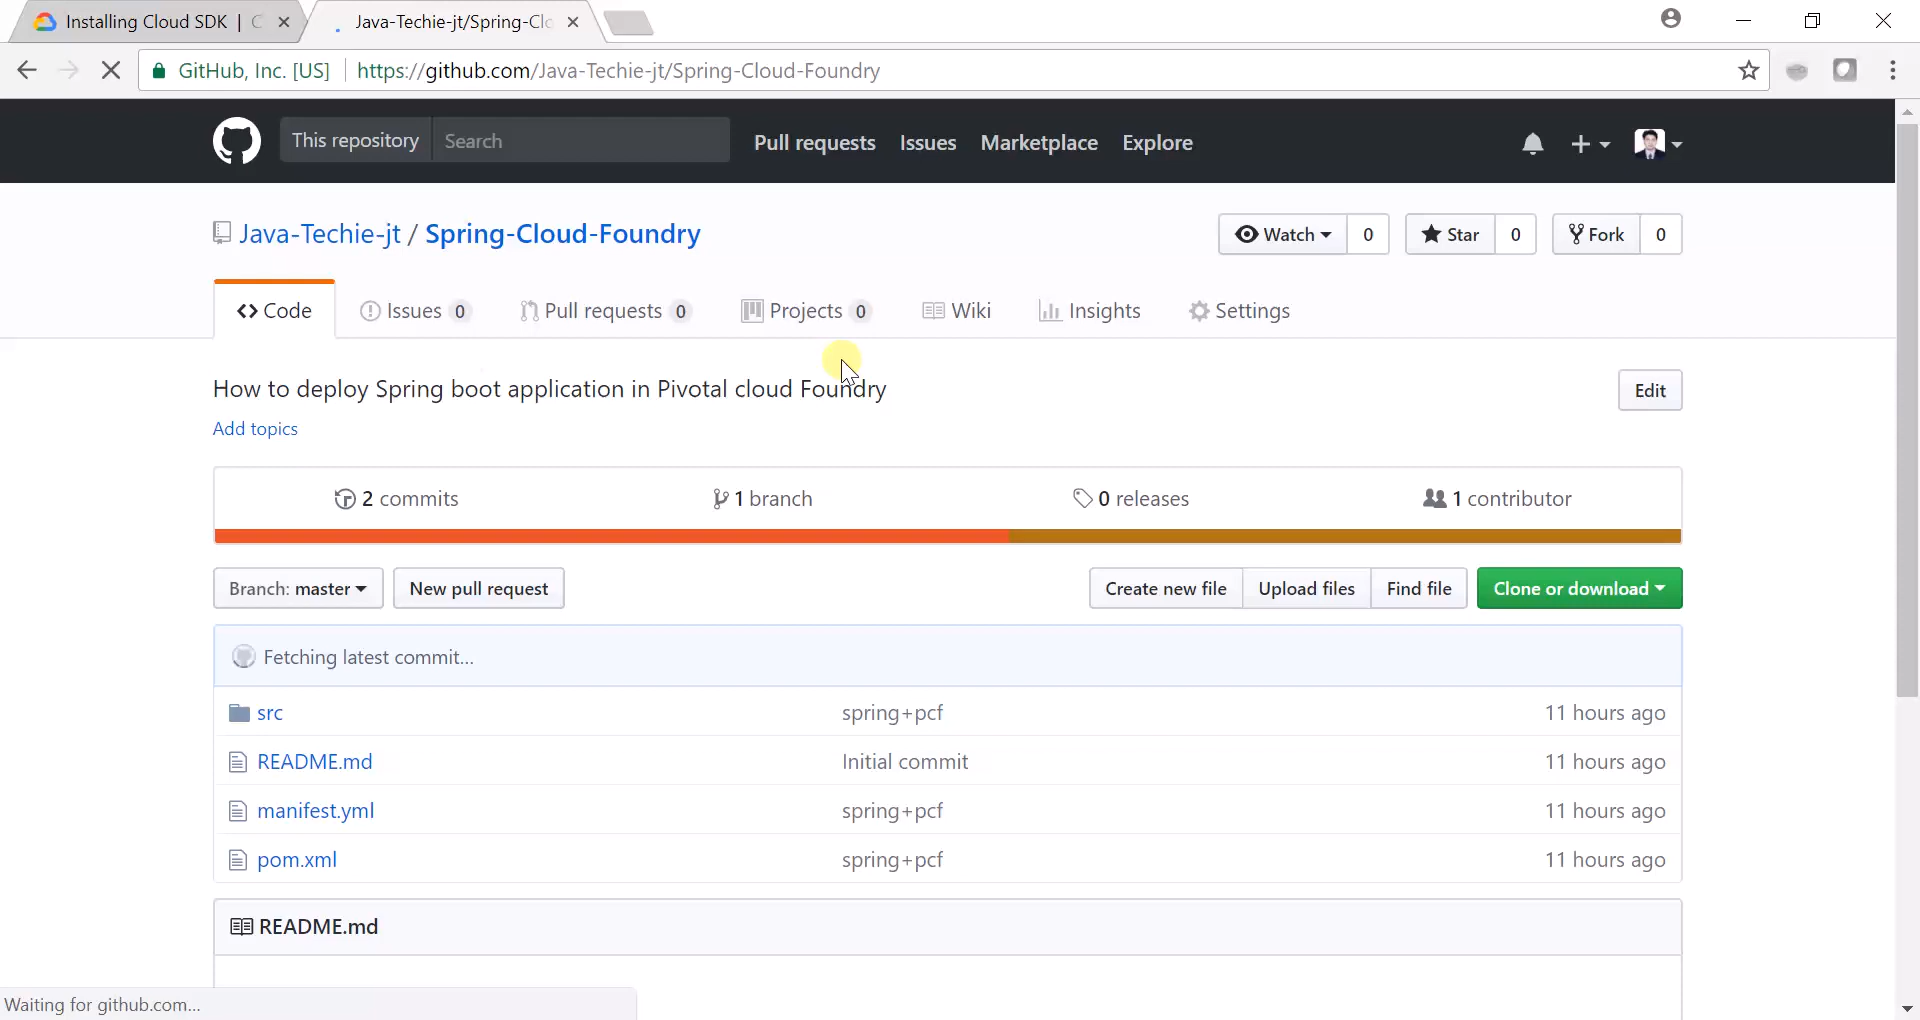 Installing Cloud SDK | C
Java-Techie-jt/Spring-Clo
GitHub, Inc. [US] https://github.com/Java-Techie-jt/Spring-Cloud-Foundry
This repository Search Pull requests Issues Marketplace Explore
Java-Techie-jt / Spring-Cloud-Foundry Watch 0 Star 0 Fork 0
Code Issues 0 Pull requests 0 Projects 0 Wiki Insights Settings
How to deploy Spring boot application in Pivotal cloud Foundry Edit
Add topics
2 commits 1 branch 0 releases 1 contributor
Branch: master New pull request Create new file Upload files Find file Clone or download
Fetching latest commit...
src spring+pcf 11 hours ago
README.md Initial commit 11 hours ago
manifest.yml spring+pcf 11 hours ago
pom.xml spring+pcf 11 hours ago
README.md
Waiting for github.com...